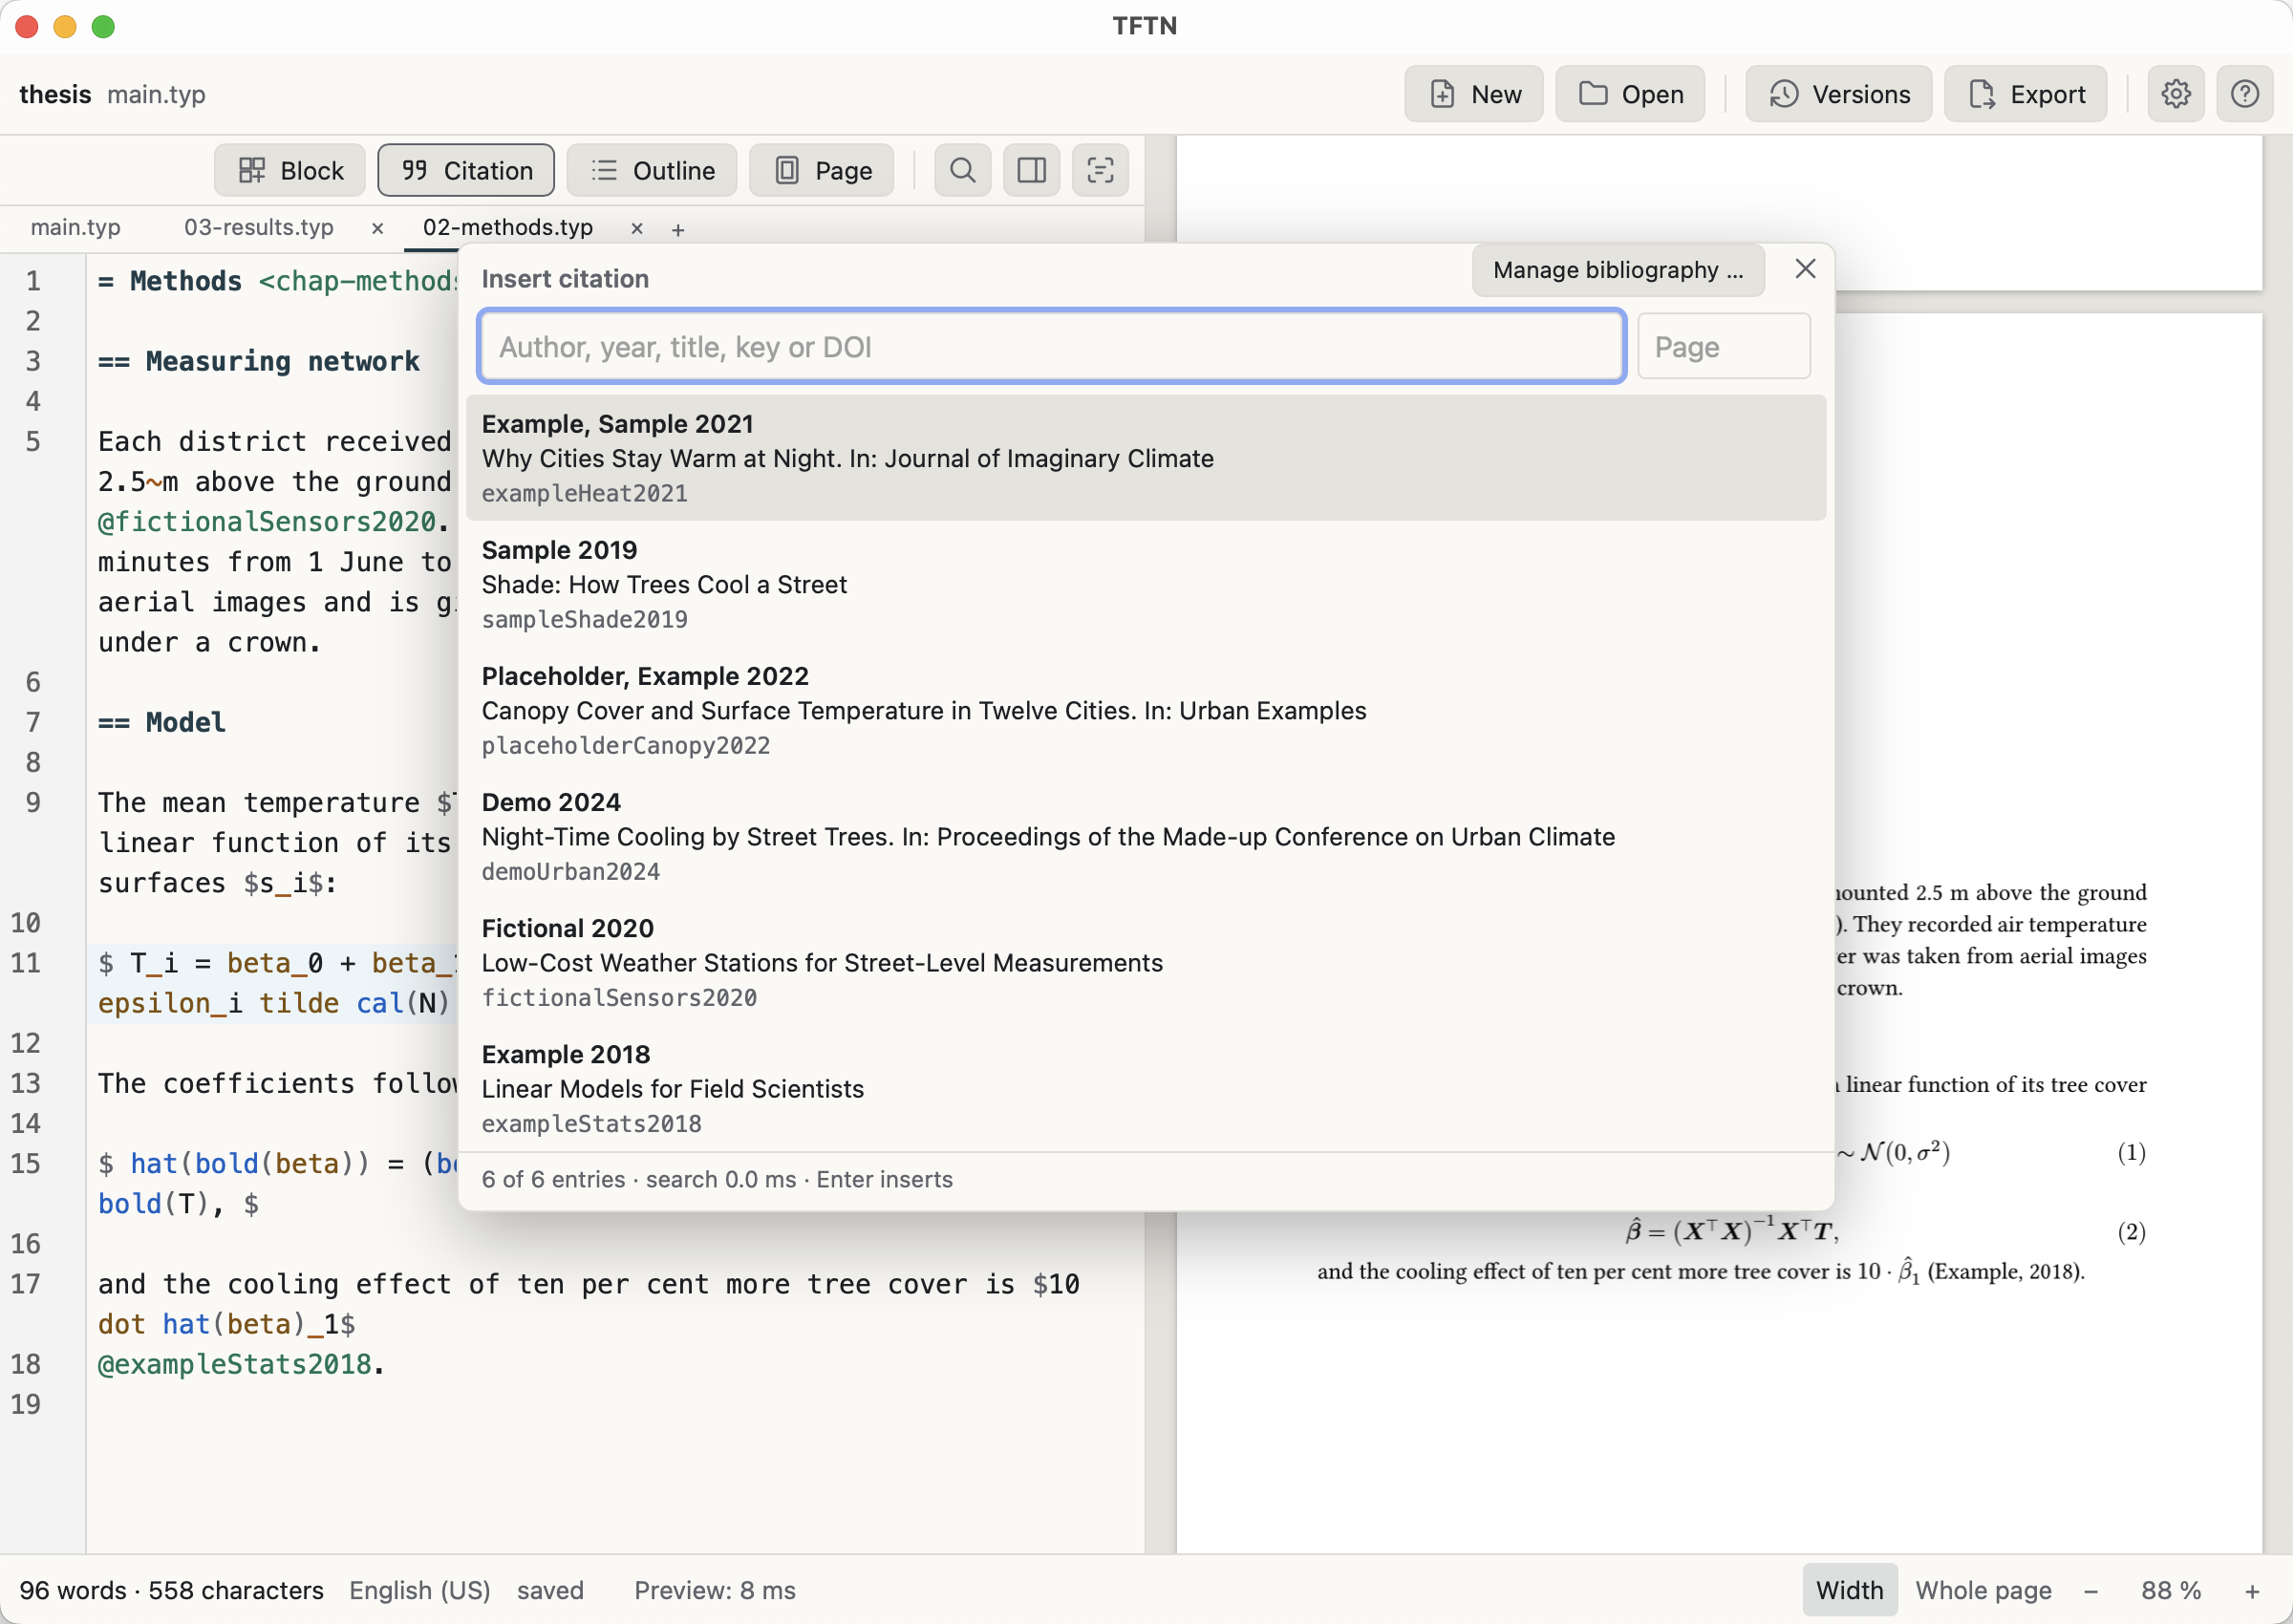 TFTN
thesis main.typ
New Open Versions Export
Block Citation Outline Page
main.typ 03-results.typ × 02-methods.typ × +
Insert citation Manage bibliography ...
Author, year, title, key or DOI Page
Example, Sample 2021
Why Cities Stay Warm at Night. In: Journal of Imaginary Climate
exampleHeat2021
Sample 2019
Shade: How Trees Cool a Street
sampleShade2019
Placeholder, Example 2022
Canopy Cover and Surface Temperature in Twelve Cities. In: Urban Examples
placeholderCanopy2022
Demo 2024
Night-Time Cooling by Street Trees. In: Proceedings of the Made-up Conference on Urban Climate
demoUrban2024
Fictional 2020
Low-Cost Weather Stations for Street-Level Measurements
fictionalSensors2020
Example 2018
Linear Models for Field Scientists
exampleStats2018
6 of 6 entries · search 0.0 ms · Enter inserts
1 = Methods <chap-methods
2
3 == Measuring network
4
5 Each district received
2.5~m above the ground
@fictionalSensors2020.
minutes from 1 June to
aerial images and is
under a crown.
6
7 == Model
8
9 The mean temperature
linear function of its
surfaces $s_i$:
10
11 $ T_i = beta_0 + beta_
epsilon_i tilde cal(N)
12
13 The coefficients
14
15 $ hat(bold(beta)) = (
bold(T), $
16
17 and the cooling effect of ten per cent more tree cover is $10
dot hat(beta)_1$
18 @exampleStats2018.
19
2.5 m above the ground
). They recorded air temperature
was taken from aerial images
crown.
linear function of its tree cover
∼ 𝒩(0, σ²) (1)
β̂ = (X⊤X)⁻¹X⊤T, (2)
and the cooling effect of ten per cent more tree cover is 10 · β̂₁ (Example, 2018).
96 words · 558 characters English (US) saved Preview: 8 ms
Width Whole page − 88 % +